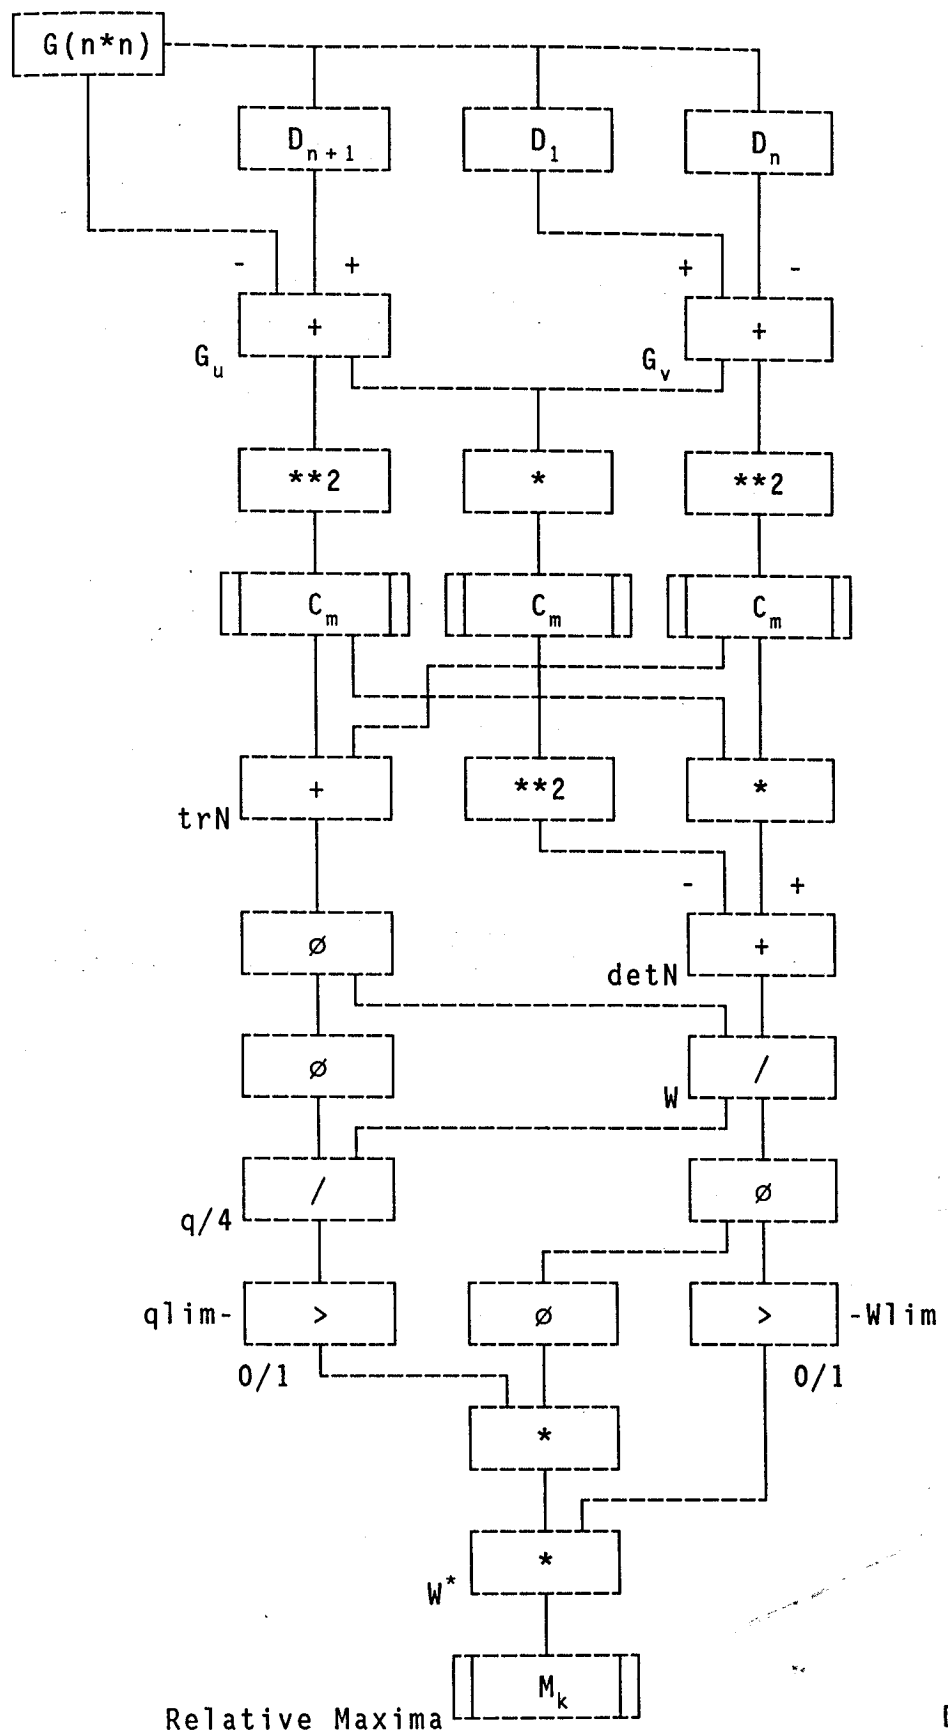 G(n*n)
D_{n+1} D_1 D_n
- + + -
+ +
G_u G_v
**2 * **2
C_m C_m C_m
+ **2 *
trN
- +
∅ +
detN
∅ /
W
/ ∅
q/4
qlim- > ∅ > -Wlim
0/1 0/1
*
*
W*
M_k
Relative Maxima